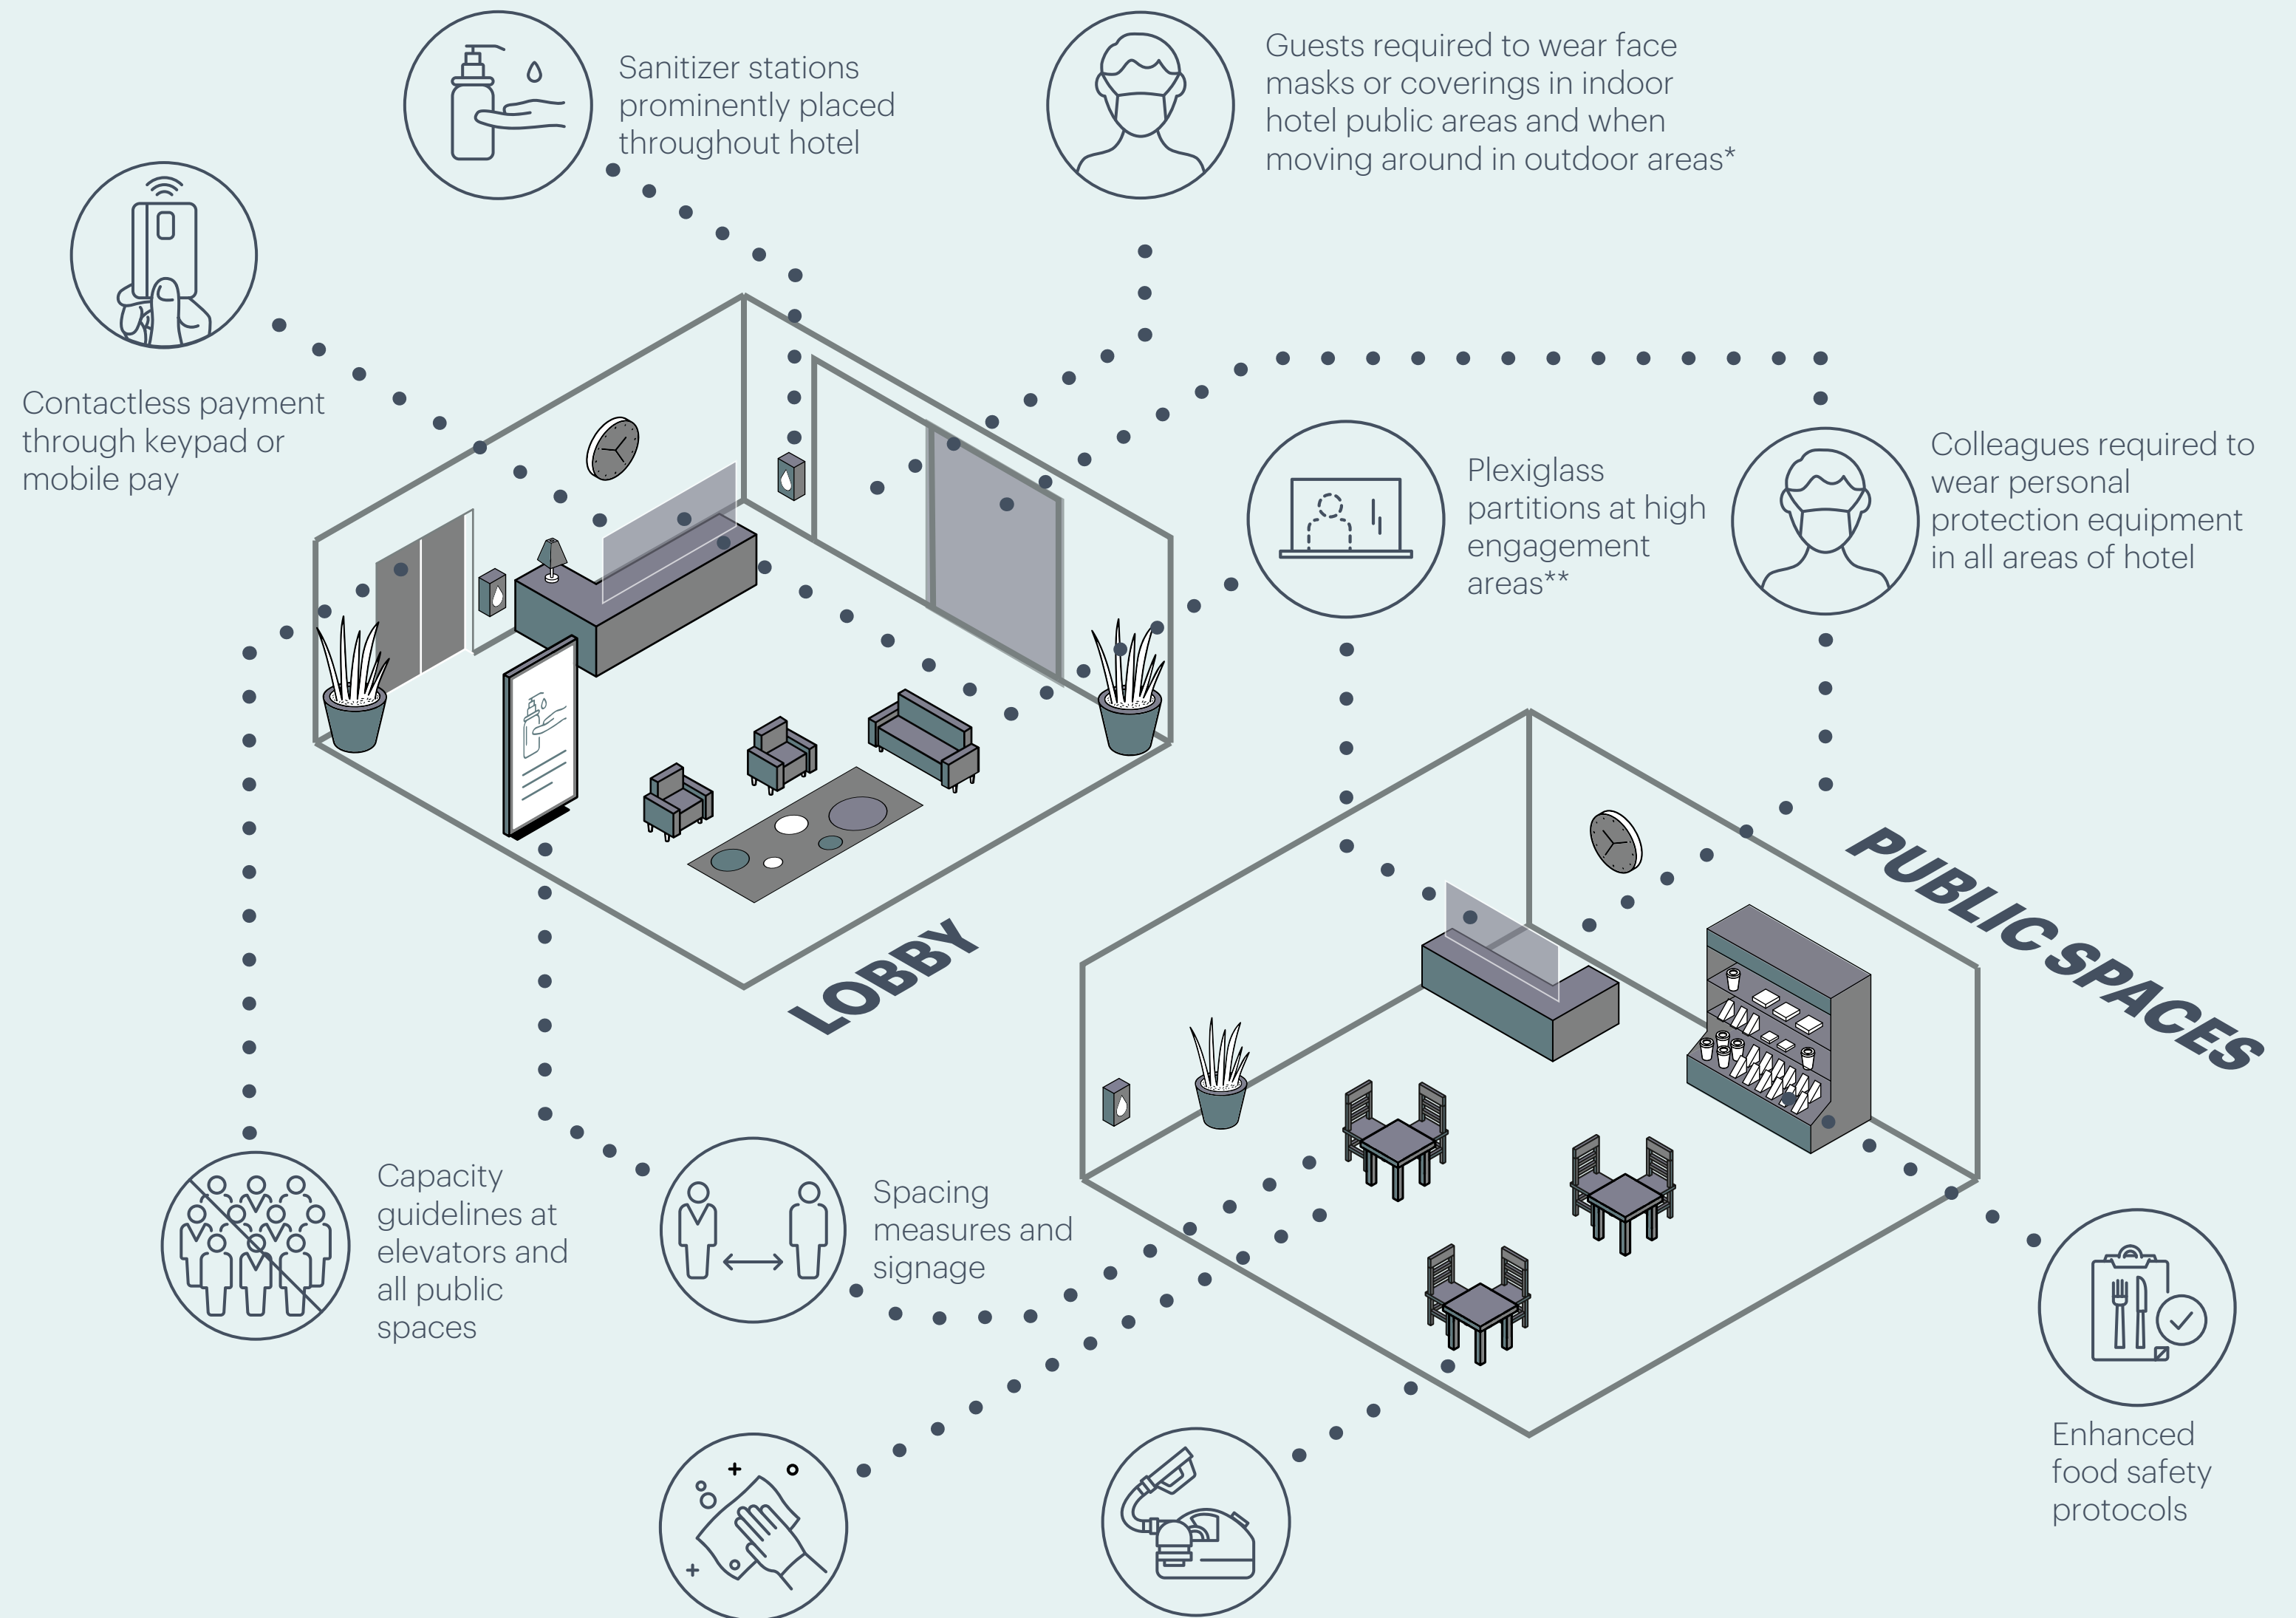 Sanitizer stations
prominently placed
throughout hotel
Guests required to wear face
masks or coverings in indoor
hotel public areas and when
moving around in outdoor areas*
Contactless payment
through keypad or
mobile pay
Plexiglass
partitions at high
engagement
areas**
Colleagues required to
wear personal
protection equipment
in all areas of hotel
LOBBY
PUBLIC SPACES
Capacity
guidelines at
elevators and
all public
spaces
Spacing
measures and
signage
Enhanced
food safety
protocols